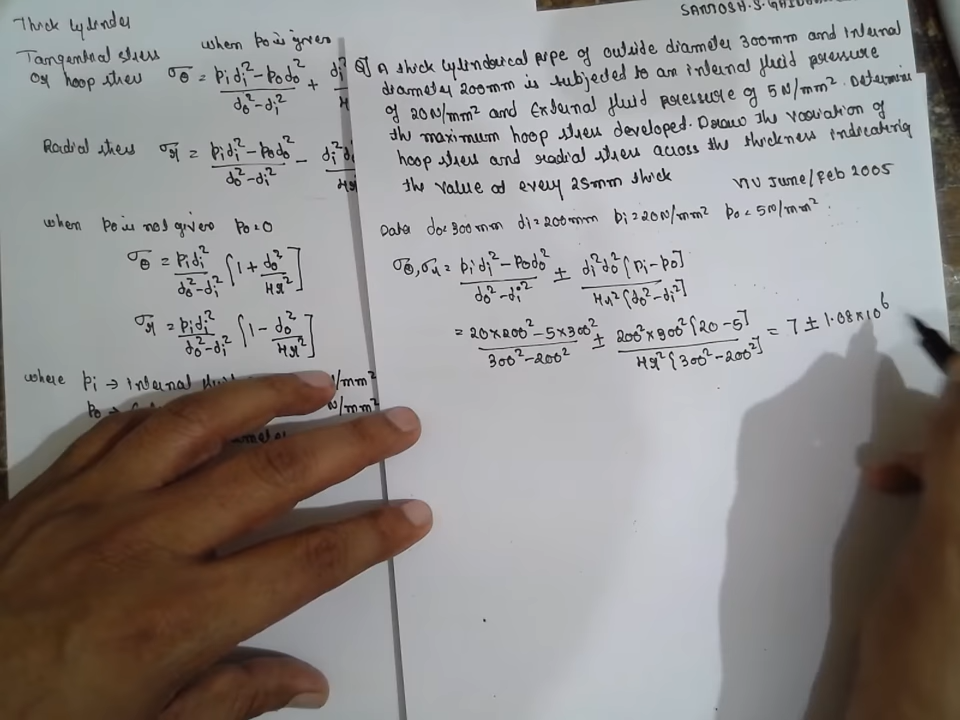 Thick Cylinder
Tangential stress when Po is given
or hoop stress σθ = Pidi² - Podo² / do² - di² + di²
Radial stress σr = Pidi² - Podo² / do² - di² - di²do / 4r
when Po is not given Po=0
σθ = Pidi² / do² - di² [1 + do² / 4r²]
σr = Pidi² / do² - di² [1 - do² / 4r²]
where Pi → Internal N/mm²
Po → N/mm²
SANTOSH.S.
Q) A thick cylindorical pipe of outside diameter 300mm and internal
diameter 200mm is subjected to an internal fluid pressure
of 20N/mm² and External fluid pressure of 5N/mm². Determine
the maximum hoop stress developed. Draw the variation of
hoop stress and radial stress across the thickness indicating
the value at every 25mm thick
VTU June/Feb 2005
Data do=300mm di=200mm Pi=20N/mm² Po=5N/mm².
σθ,σr = Pidi² - Podo² / do² - di² ± di²do² [Pi - Po] / 4r² [do² - di²]
= 20×200² - 5×300² / 300² - 200² ± 200²×300² [20-5] / 4r² [300² - 200²] = 7 ± 1.08×10⁶